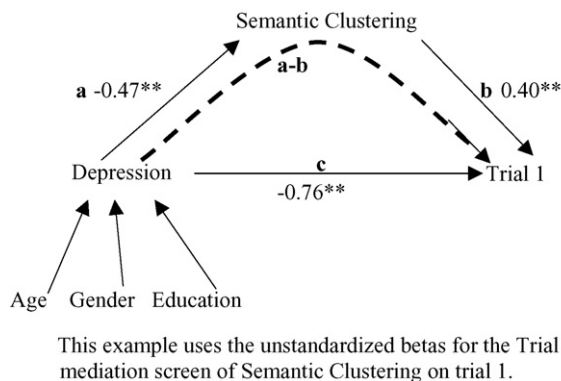 Semantic Clustering
a -0.47**
a-b
b 0.40**
Depression
c
Trial 1
-0.76**
Age Gender Education
This example uses the unstandardized betas for the Trial
mediation screen of Semantic Clustering on trial 1.